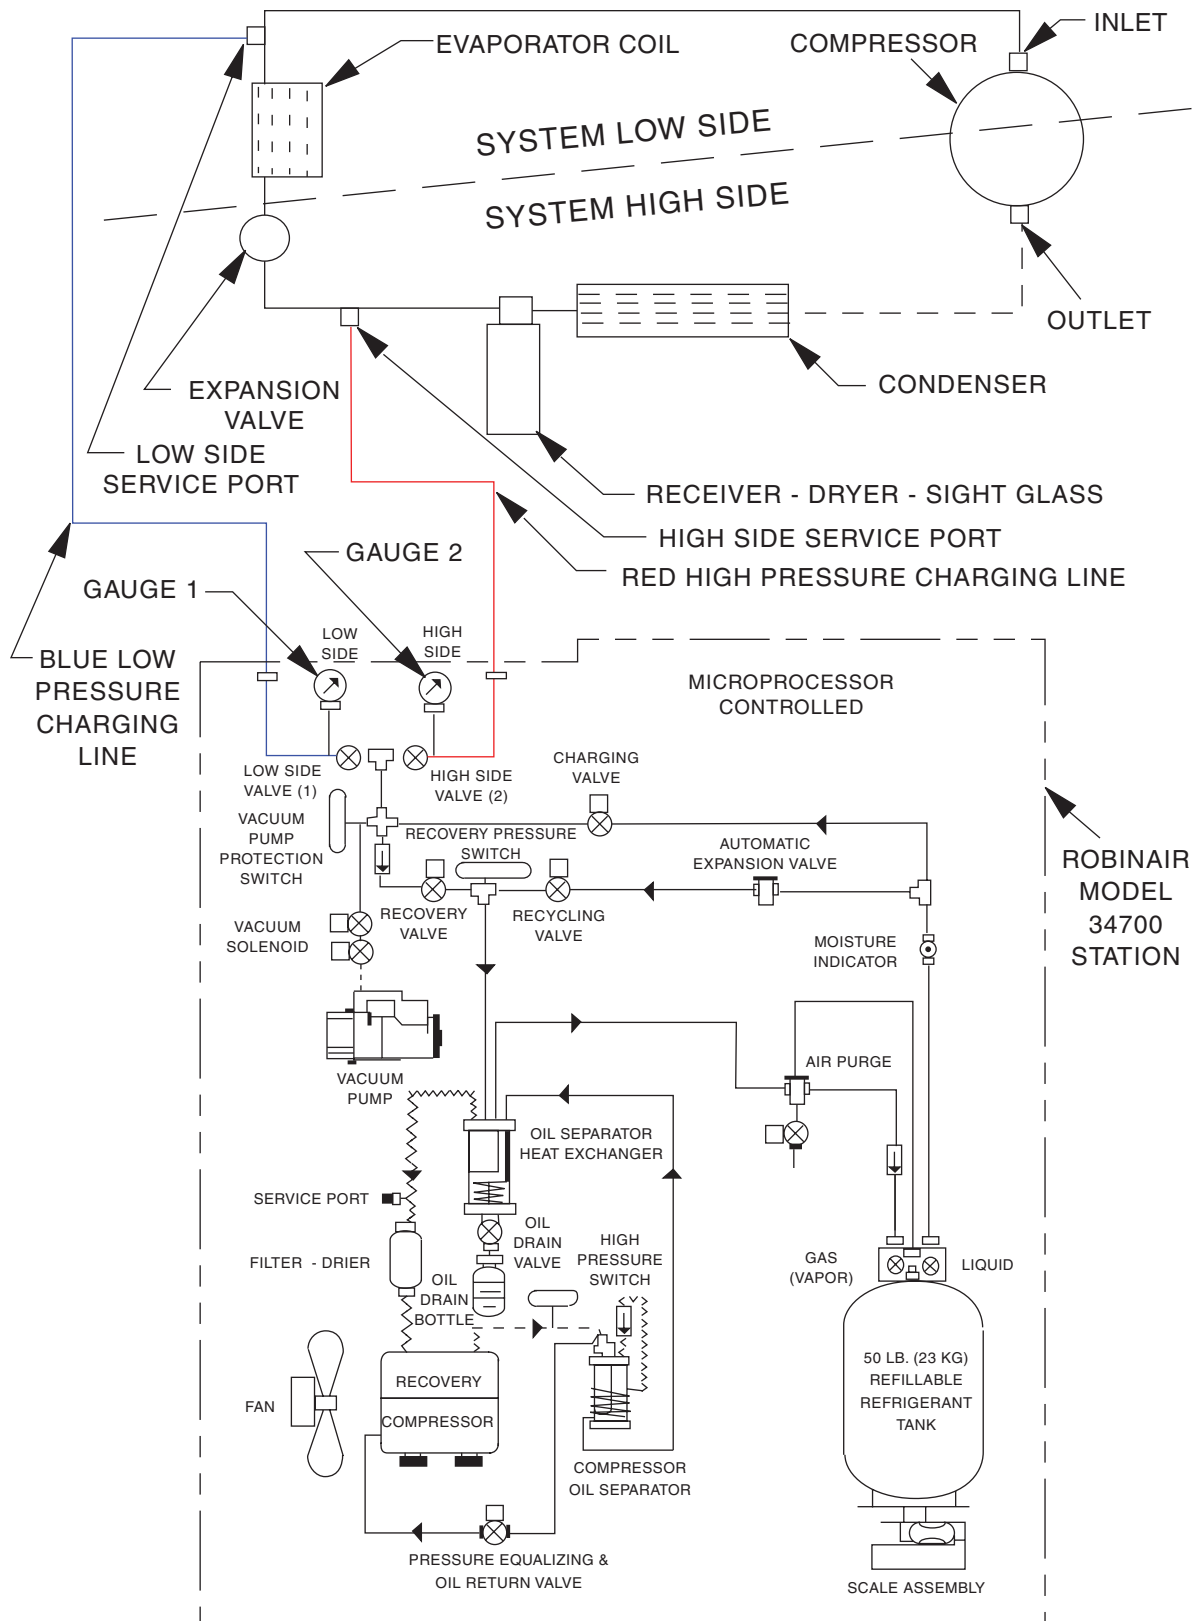 INLET
EVAPORATOR COIL
COMPRESSOR
SYSTEM LOW SIDE
SYSTEM HIGH SIDE
OUTLET
EXPANSION
VALVE
CONDENSER
LOW SIDE
SERVICE PORT
RECEIVER - DRYER - SIGHT GLASS
HIGH SIDE SERVICE PORT
RED HIGH PRESSURE CHARGING LINE
GAUGE 2
GAUGE 1
BLUE LOW
PRESSURE
CHARGING
LINE
LOW
SIDE
HIGH
SIDE
MICROPROCESSOR
CONTROLLED
LOW SIDE
VALVE (1)
HIGH SIDE
VALVE (2)
CHARGING
VALVE
VACUUM
PUMP
PROTECTION
SWITCH
RECOVERY PRESSURE
SWITCH
AUTOMATIC
EXPANSION VALVE
ROBINAIR
MODEL
34700
STATION
RECOVERY
VALVE
RECYCLING
VALVE
VACUUM
SOLENOID
MOISTURE
INDICATOR
VACUUM
PUMP
AIR PURGE
OIL SEPARATOR
HEAT EXCHANGER
SERVICE PORT
OIL
DRAIN
VALVE
HIGH
PRESSURE
SWITCH
FILTER - DRIER
OIL
DRAIN
BOTTLE
GAS
(VAPOR)
LIQUID
50 LB. (23 KG)
REFILLABLE
REFRIGERANT
TANK
RECOVERY
COMPRESSOR
FAN
COMPRESSOR
OIL SEPARATOR
PRESSURE EQUALIZING &
OIL RETURN VALVE
SCALE ASSEMBLY